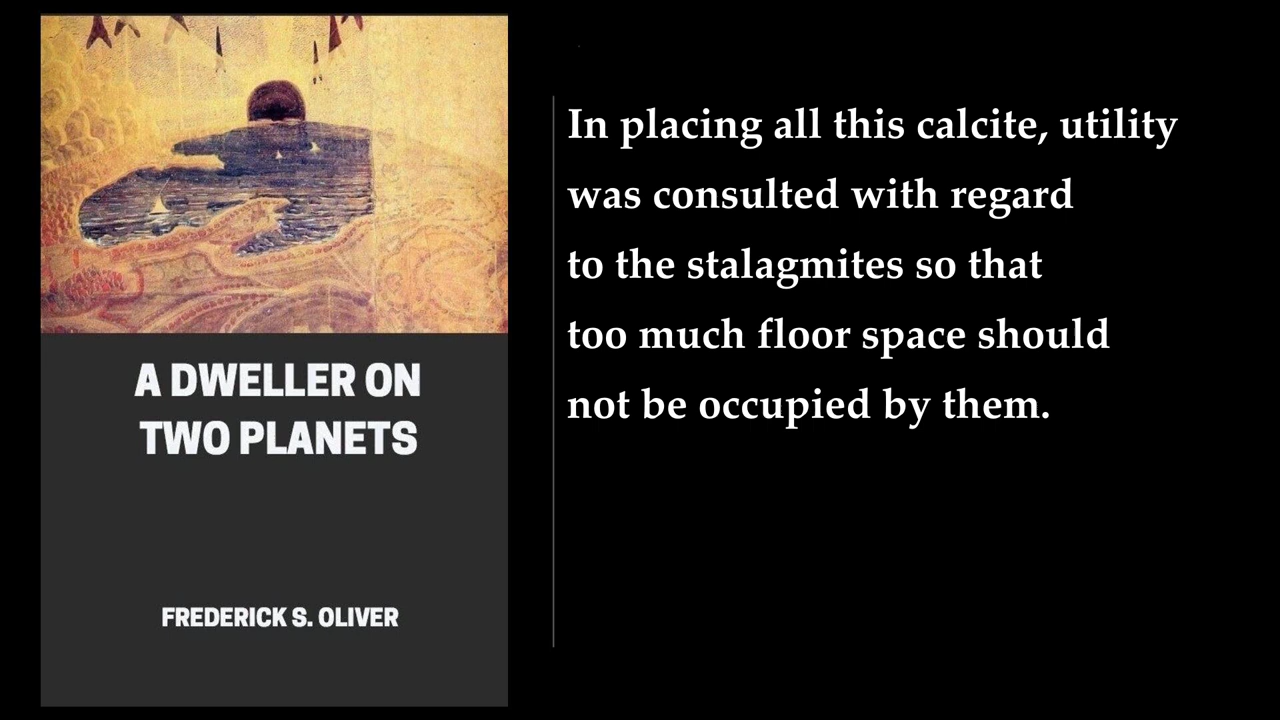 A DWELLER ON
TWO PLANETS
FREDERICK S. OLIVER
In placing all this calcite, utility
was consulted with regard
to the stalagmites so that
too much floor space should
not be occupied by them.